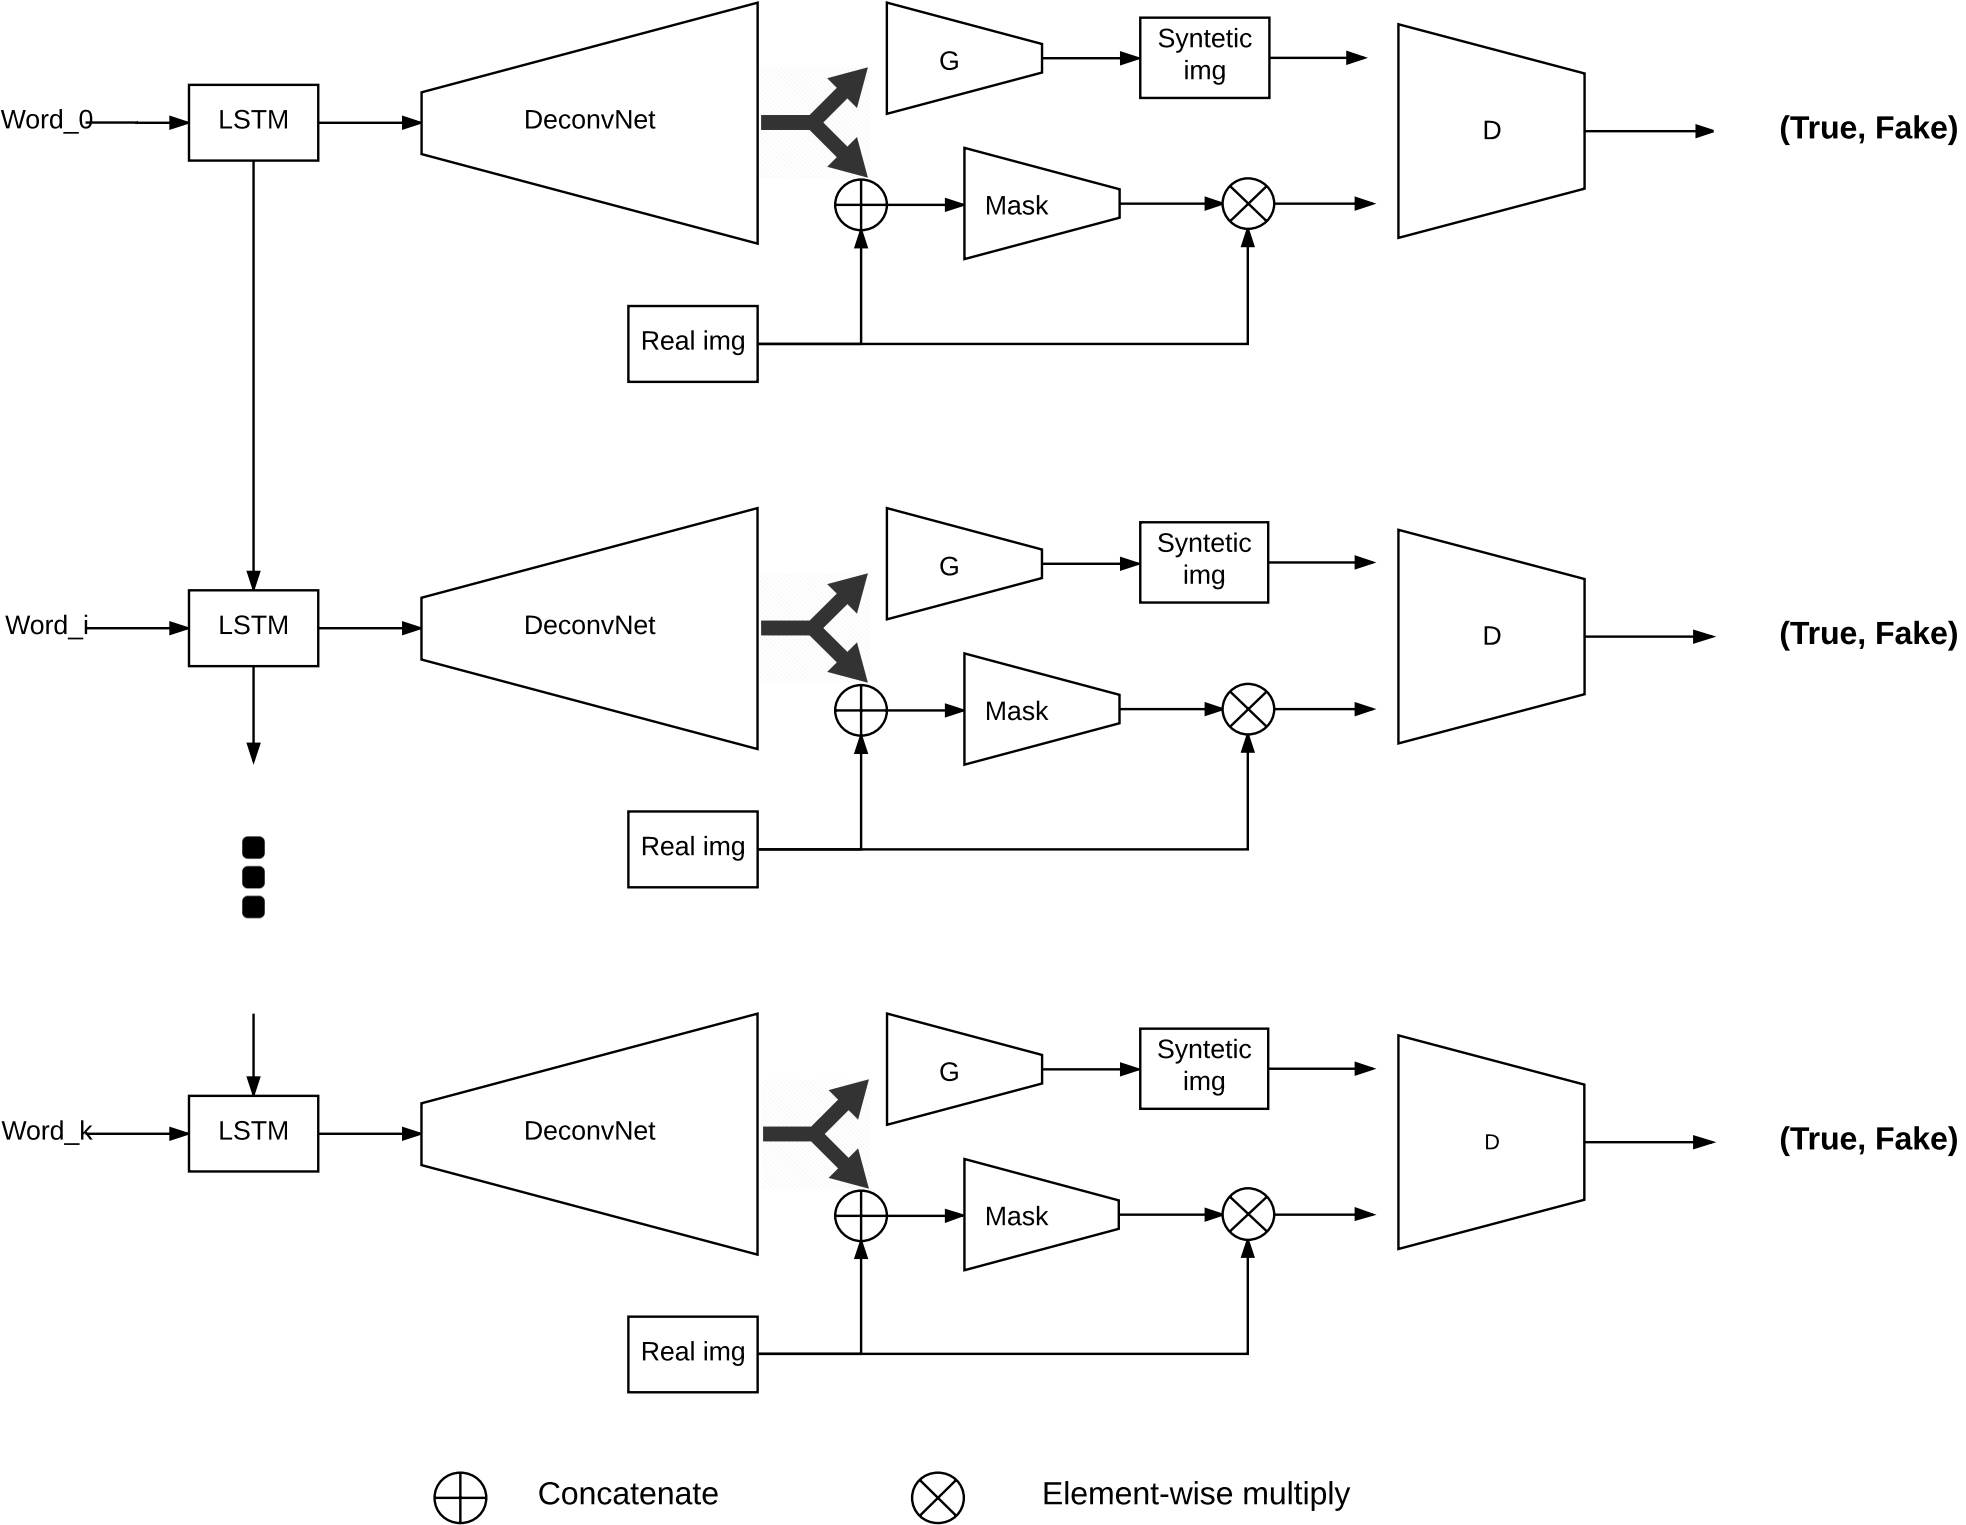 Word_0
LSTM
DeconvNet
G
Syntetic
img
D
(True, Fake)
Mask
Real img
Word_i
LSTM
DeconvNet
G
Syntetic
img
D
(True, Fake)
Mask
Real img
Word_k
LSTM
DeconvNet
G
Syntetic
img
D
(True, Fake)
Mask
Real img
Concatenate
Element-wise multiply